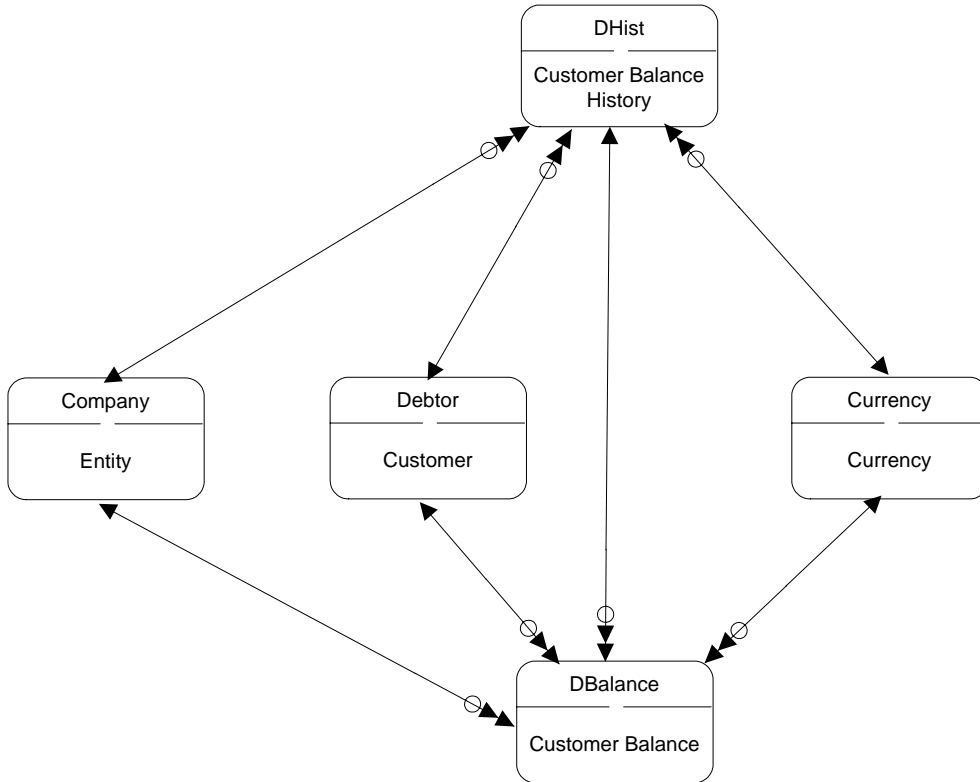 DHist
Customer Balance
History
Company
Entity
Debtor
Customer
Currency
Currency
DBalance
Customer Balance